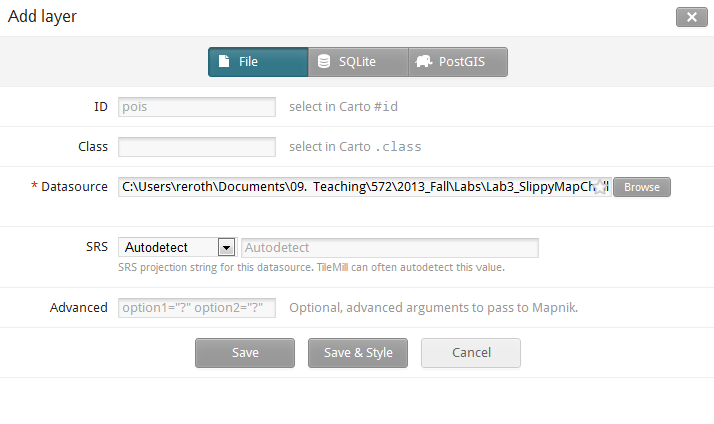 Add layer
File SQLite PostGIS
ID pois select in Carto #id
Class select in Carto .class
* Datasource C:\Users\reroth\Documents\09. Teaching\572\2013_Fall\Labs\Lab3_SlippyMapCh ll Browse
SRS Autodetect Autodetect
SRS projection string for this datasource. TileMill can often autodetect this value.
Advanced option1="?" option2="?" Optional, advanced arguments to pass to Mapnik.
Save Save & Style Cancel